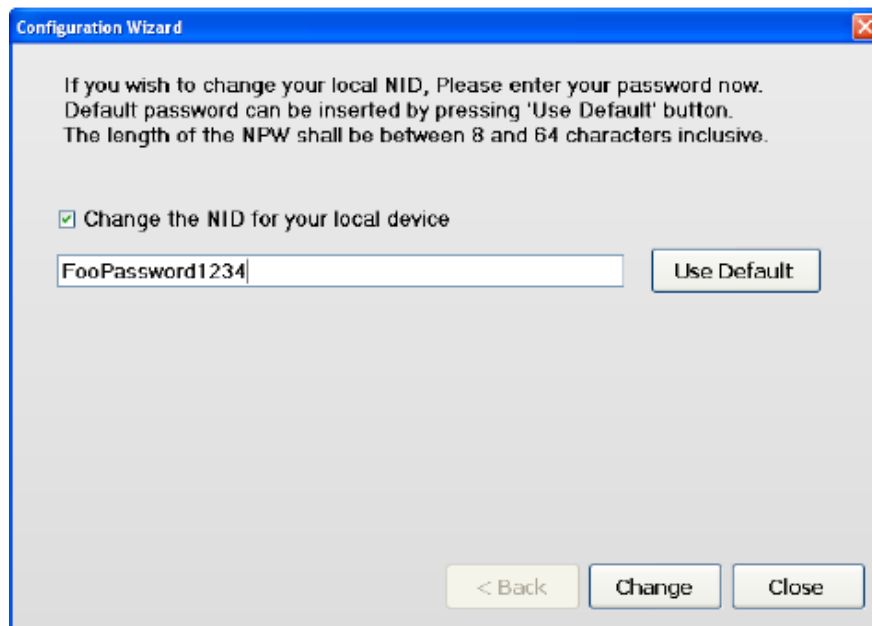 Configuration Wizard
If you wish to change your local NID, Please enter your password now.
Default password can be inserted by pressing 'Use Default' button.
The length of the NPW shall be between 8 and 64 characters inclusive.
Change the NID for your local device
FooPassword1234
Use Default
< Back
Change
Close